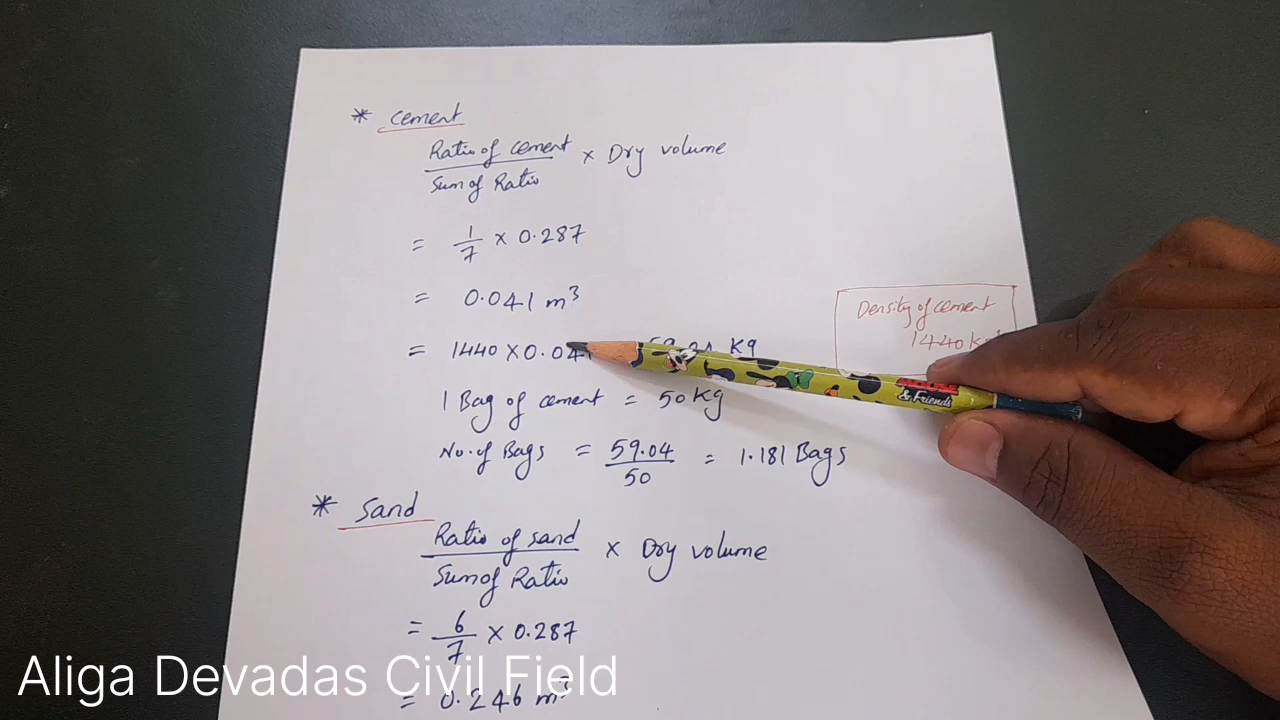 * Cement
Ratio of cement / Sum of Ratio × Dry volume
= 1/7 × 0.287
= 0.041 m³
= 1440 × 0.041 Kg
1 Bag of cement = 50 Kg
No. of Bags = 59.04/50 = 1.181 Bags
Density of cement
1440 K
* Sand
Ratio of sand / Sum of Ratio × Dry volume
= 6/7 × 0.287
= 0.246 m³
& Friends
Aliga Devadas Civil Field